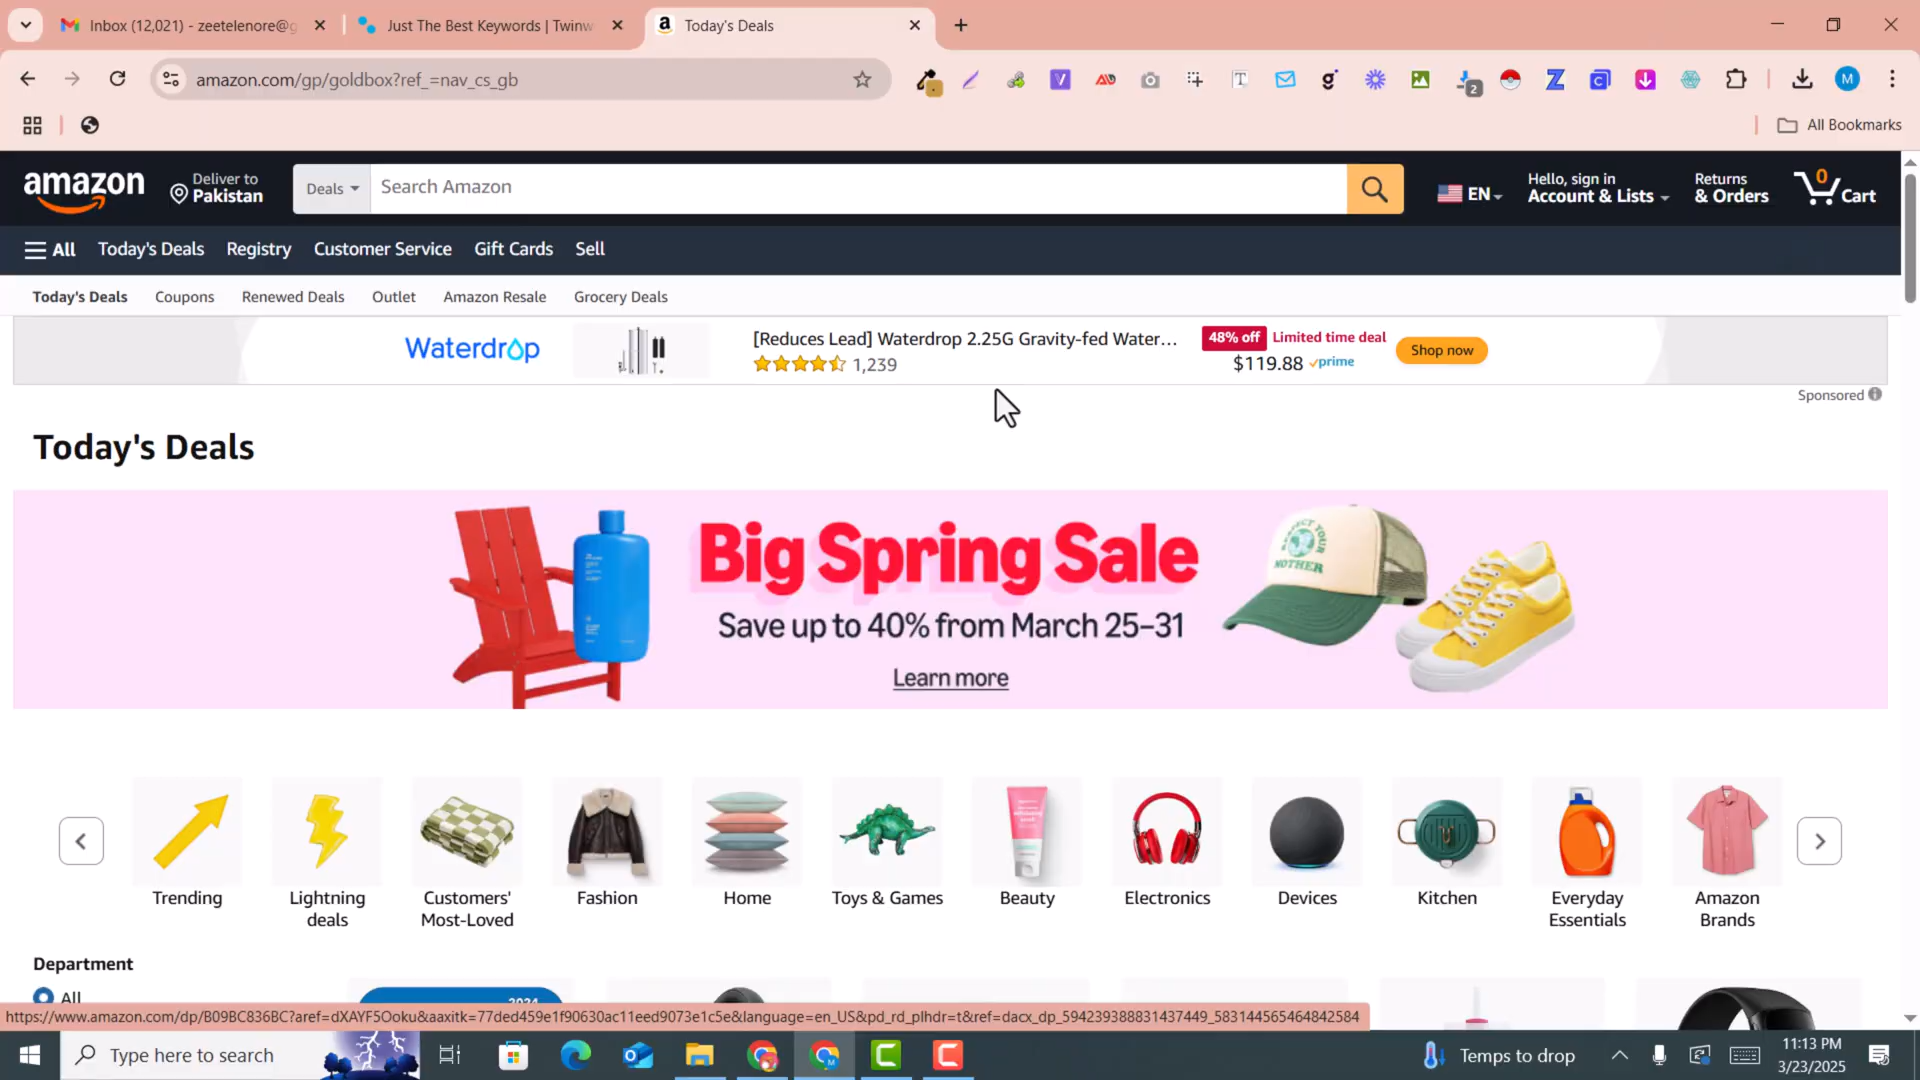 Inbox (12,021) - zeetelenore@g
Just The Best Keywords | Twinw
Today's Deals
amazon.com/gp/goldbox?ref_=nav_cs_gb
All Bookmarks
amazon
Deliver to
Pakistan
Deals
Search Amazon
EN
Hello, sign in
Account & Lists
Returns
& Orders
0
Cart
All
Today's Deals
Registry
Customer Service
Gift Cards
Sell
Today's Deals
Coupons
Renewed Deals
Outlet
Amazon Resale
Grocery Deals
Waterdrop
[Reduces Lead] Waterdrop 2.25G Gravity-fed Water...
1,239
48% off
Limited time deal
$119.88
prime
Shop now
Sponsored
Today's Deals
Big Spring Sale
Save up to 40% from March 25–31
Learn more
MOTHER
Trending
Lightning
deals
Customers'
Most-Loved
Fashion
Home
Toys & Games
Beauty
Electronics
Devices
Kitchen
Everyday
Essentials
Amazon
Brands
Department
All
2024
https://www.amazon.com/dp/B09BC836BC?aref=dXAYF5Ooku&aaxitk=77ded459e1f90630ac11eed9073e1c5e&language=en_US&pd_rd_plhdr=t&ref=dacx_dp_594239388831437449_583144565464842584
Type here to search
Temps to drop
11:13 PM
3/23/2025